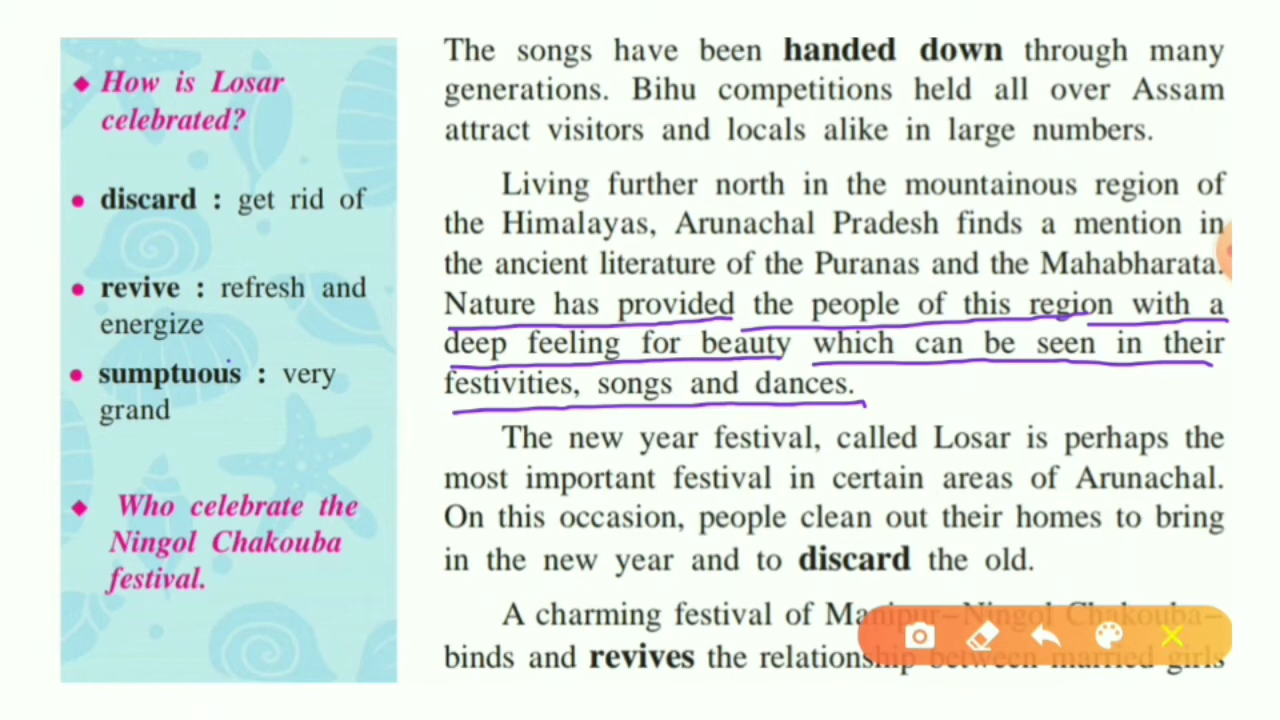 ◆ How is Losar
celebrated?
● discard : get rid of
● revive : refresh and
energize
● sumptuous : very
grand
◆ Who celebrate the
Ningol Chakouba
festival.
The songs have been handed down through many
generations. Bihu competitions held all over Assam
attract visitors and locals alike in large numbers.
Living further north in the mountainous region of
the Himalayas, Arunachal Pradesh finds a mention in
the ancient literature of the Puranas and the Mahabharata.
Nature has provided the people of this region with a
deep feeling for beauty which can be seen in their
festivities, songs and dances.
The new year festival, called Losar is perhaps the
most important festival in certain areas of Arunachal.
On this occasion, people clean out their homes to bring
in the new year and to discard the old.
A charming festival of Manipur–Ningol Chakouba–
binds and revives the relationship between married girls